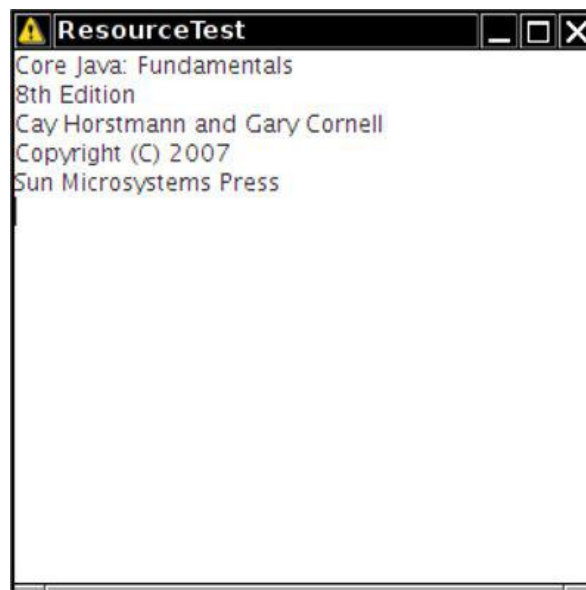 ResourceTest
Core Java: Fundamentals
8th Edition
Cay Horstmann and Gary Cornell
Copyright (C) 2007
Sun Microsystems Press